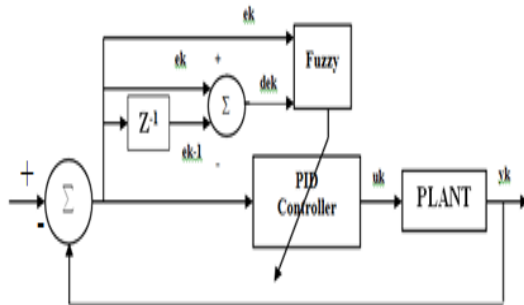 ek
ek
+
Fuzzy
Σ
dek
Z-1
ek-1
-
+
Σ
-
PID
Controller
uk
PLANT
yk